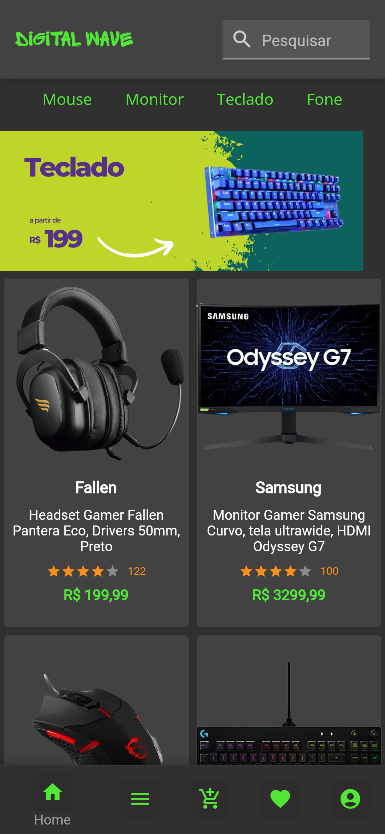 DIGITAL WAVE
Pesquisar
Mouse Monitor Teclado Fone
Teclado
a partir de
R$ 199
SAMSUNG
Odyssey G7
Fallen
Headset Gamer Fallen
Pantera Eco, Drivers 50mm,
Preto
122
R$ 199,99
Samsung
Monitor Gamer Samsung
Curvo, tela ultrawide, HDMI
Odyssey G7
100
R$ 3299,99
Home